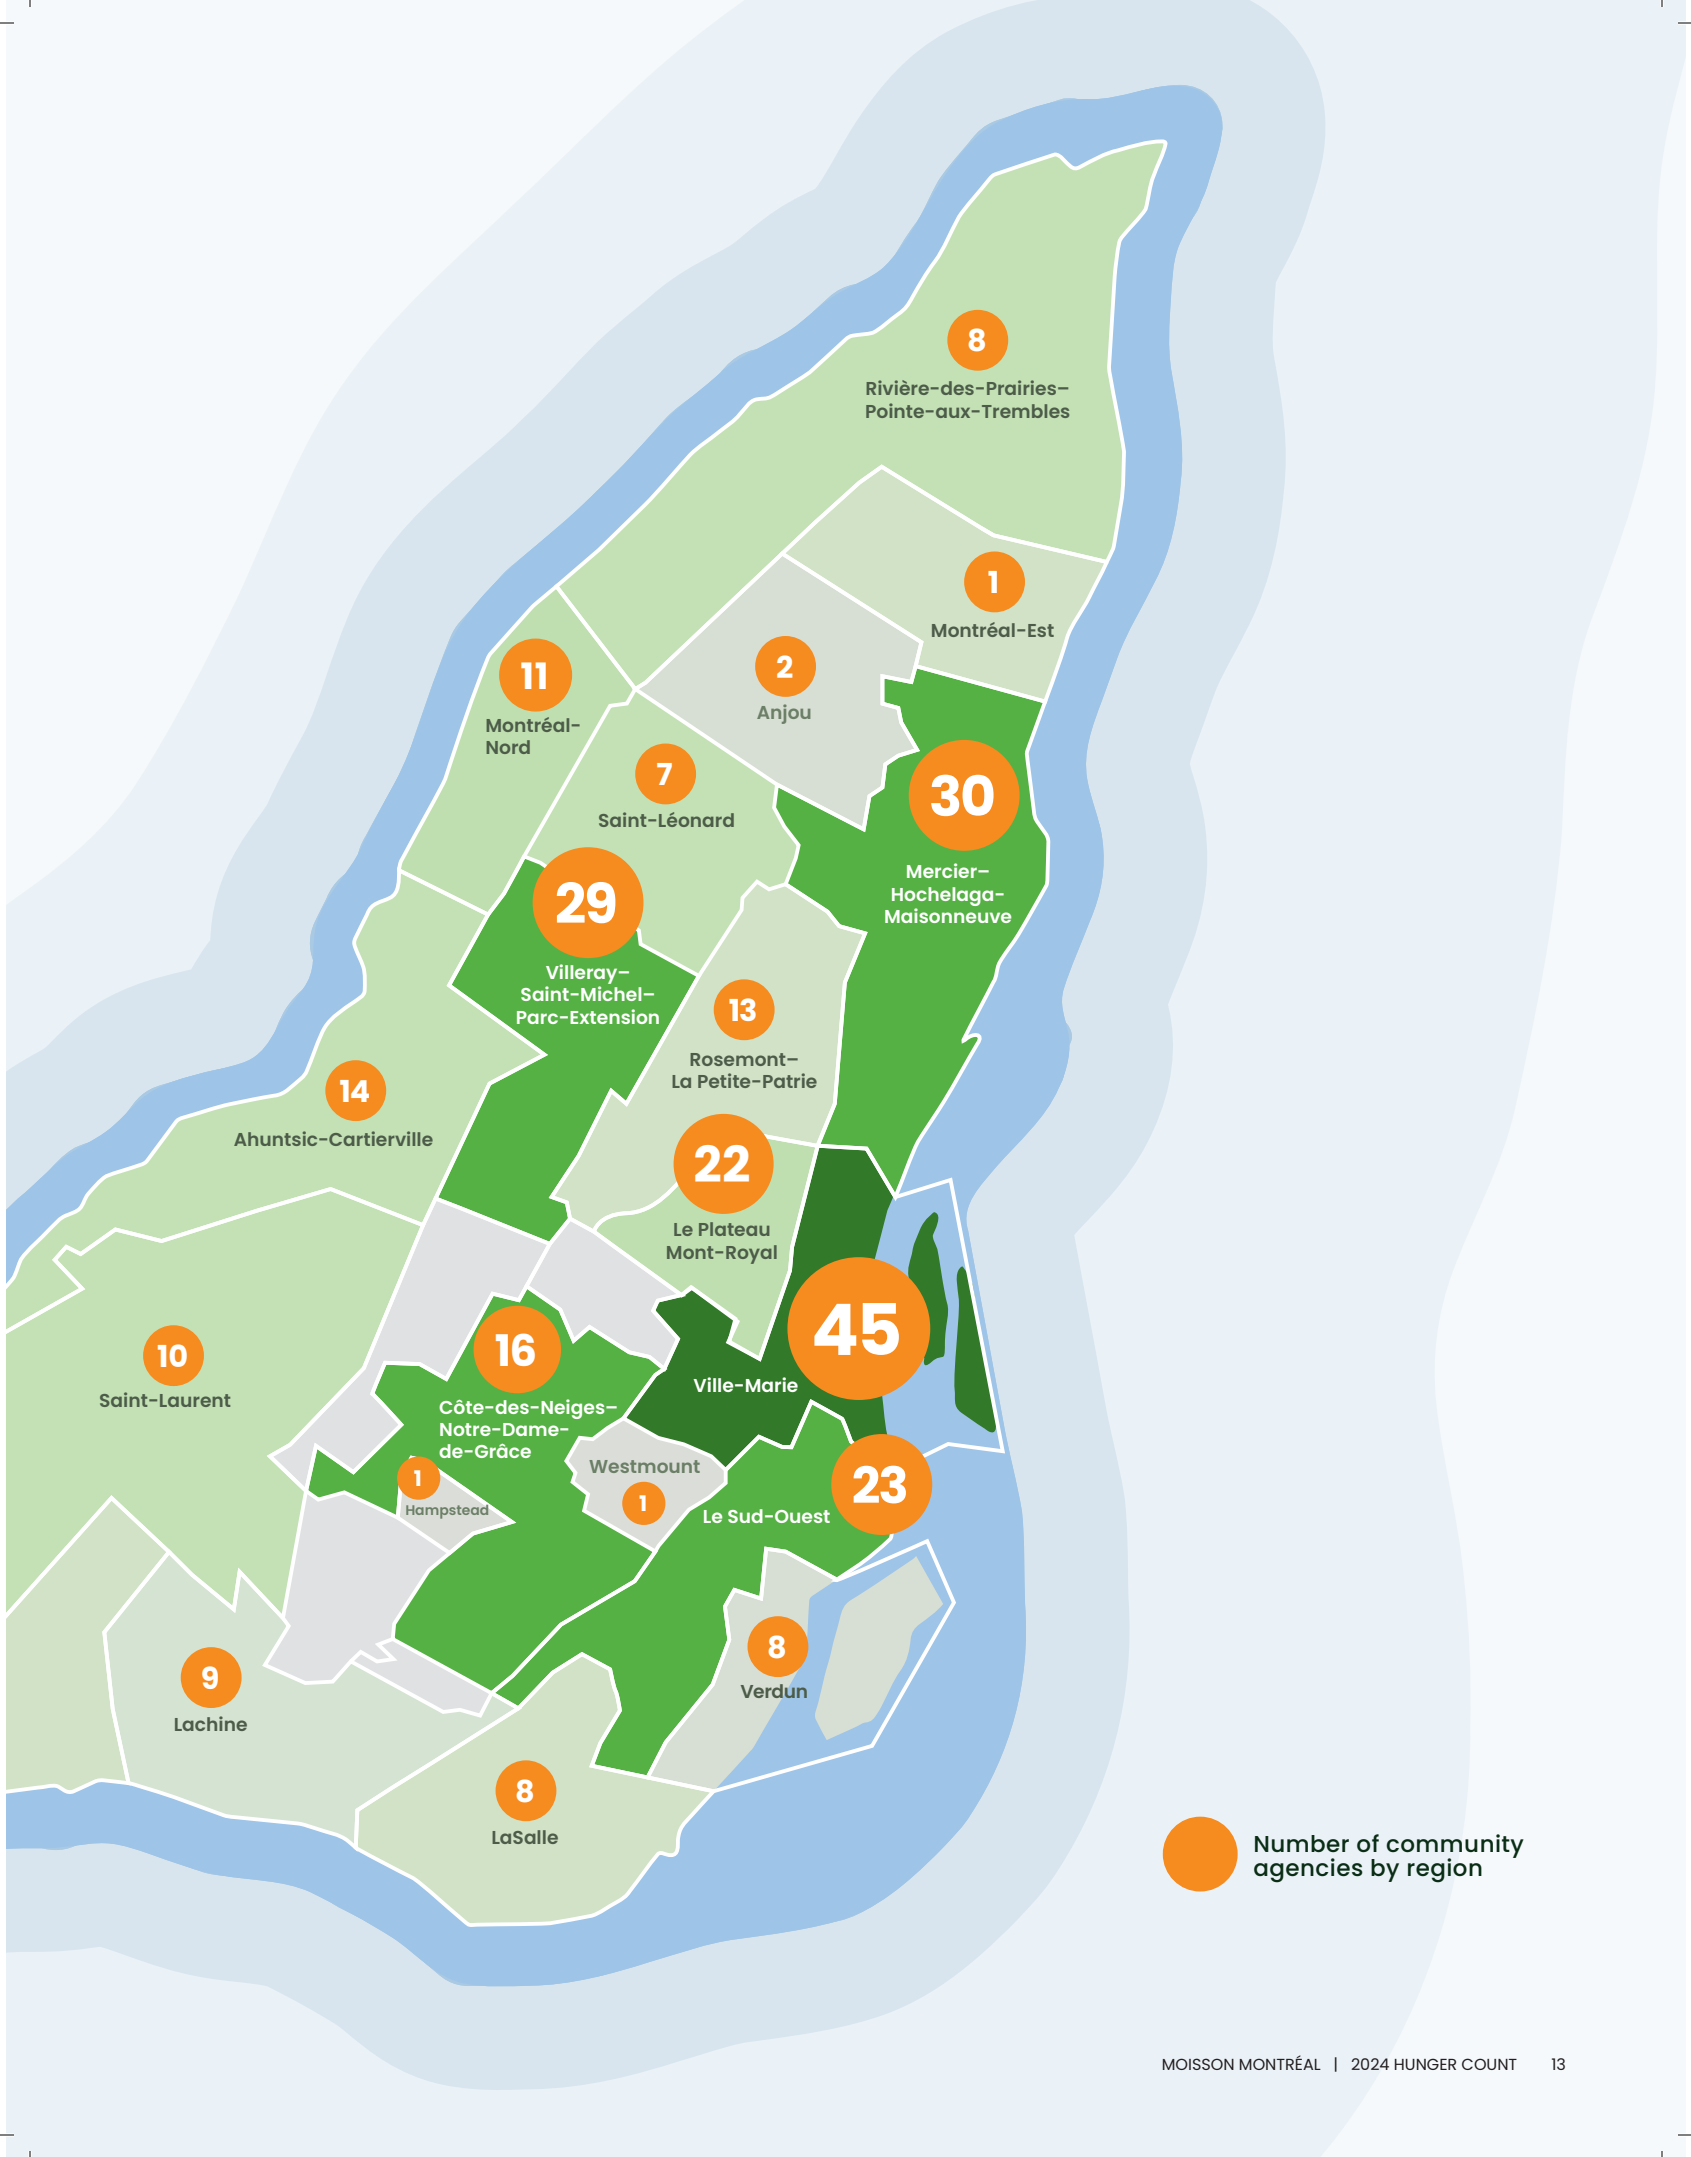 8
Rivière-des-Prairies–
Pointe-aux-Trembles
1
Montréal-Est
2
Anjou
11
Montréal-
Nord
7
Saint-Léonard
30
Mercier–
Hochelaga-
Maisonneuve
29
Villeray–
Saint-Michel–
Parc-Extension
13
Rosemont–
La Petite-Patrie
14
Ahuntsic-Cartierville
22
Le Plateau
Mont-Royal
45
Ville-Marie
10
Saint-Laurent
16
Côte-des-Neiges–
Notre-Dame-
de-Grâce
1
Hampstead
Westmount
1
23
Le Sud-Ouest
8
Verdun
9
Lachine
8
LaSalle
Number of community
agencies by region
MOISSON MONTRÉAL | 2024 HUNGER COUNT 13